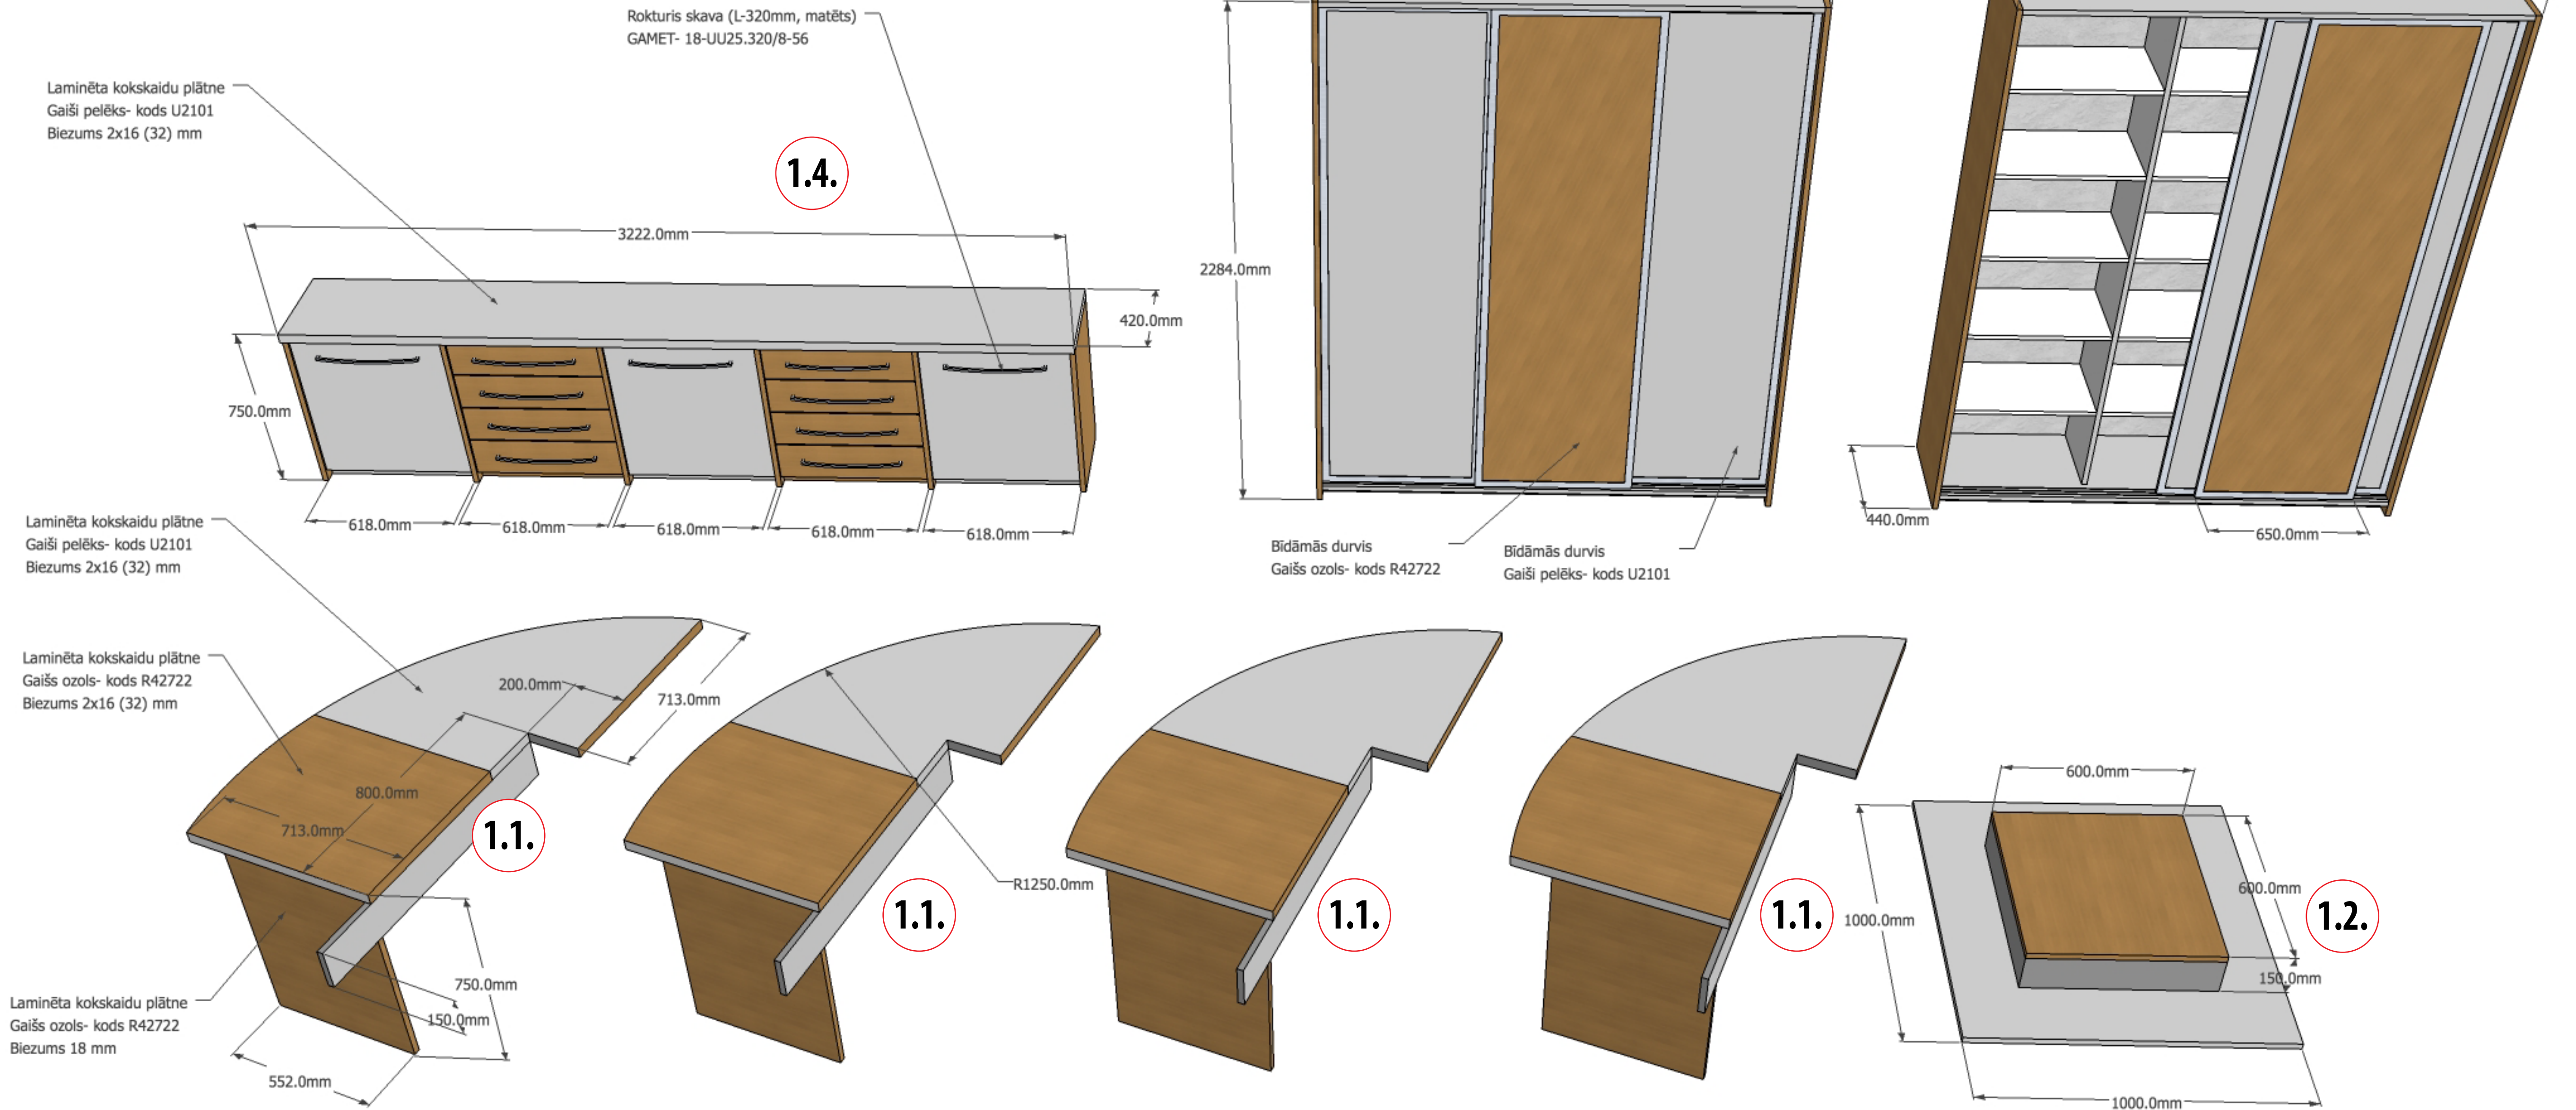 Rokturis skava (L-320mm, matēts)
GAMET- 18-UU25.320/8-56
Laminēta kokskaidu plātne
Gaiši pelēks- kods U2101
Biezums 2x16 (32) mm
1.4.
3222.0mm
420.0mm
750.0mm
618.0mm
618.0mm
618.0mm
618.0mm
618.0mm
2284.0mm
Bīdāmās durvis
Gaišs ozols- kods R42722
Bīdāmās durvis
Gaiši pelēks- kods U2101
440.0mm
650.0mm
Laminēta kokskaidu plātne
Gaiši pelēks- kods U2101
Biezums 2x16 (32) mm
Laminēta kokskaidu plātne
Gaišs ozols- kods R42722
Biezums 2x16 (32) mm
200.0mm
713.0mm
800.0mm
713.0mm
1.1.
750.0mm
150.0mm
552.0mm
Laminēta kokskaidu plātne
Gaišs ozols- kods R42722
Biezums 18 mm
R1250.0mm
1.1.
1.1.
1.1.
600.0mm
600.0mm
1000.0mm
150.0mm
1000.0mm
1.2.